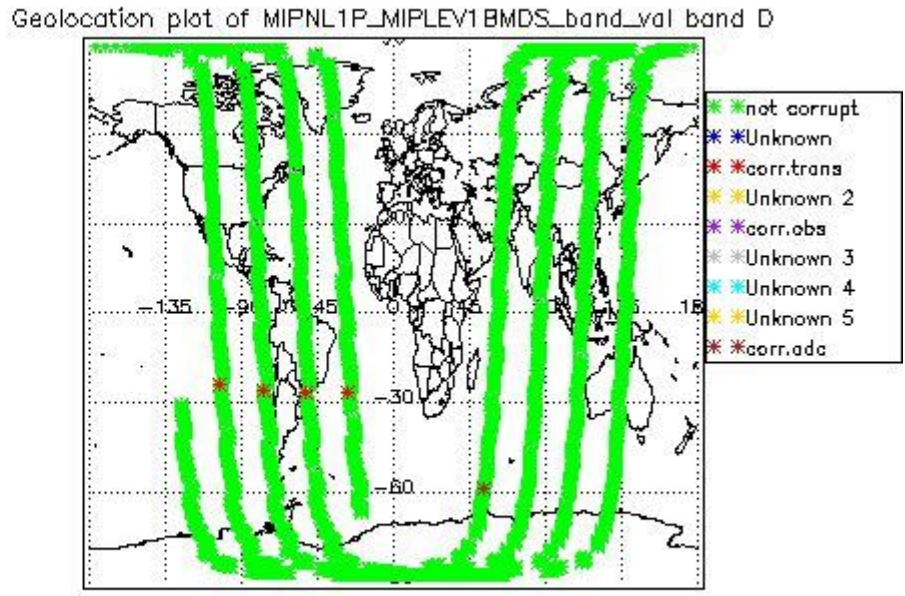 Geolocation plot of MIPNL1P_MIPLEV1BMDS_band_val band D
not corrupt
Unknown
corr.trans
Unknown 2
corr.obs
Unknown 3
Unknown 4
Unknown 5
corr.adc
60
-135
45
0
-30
-60